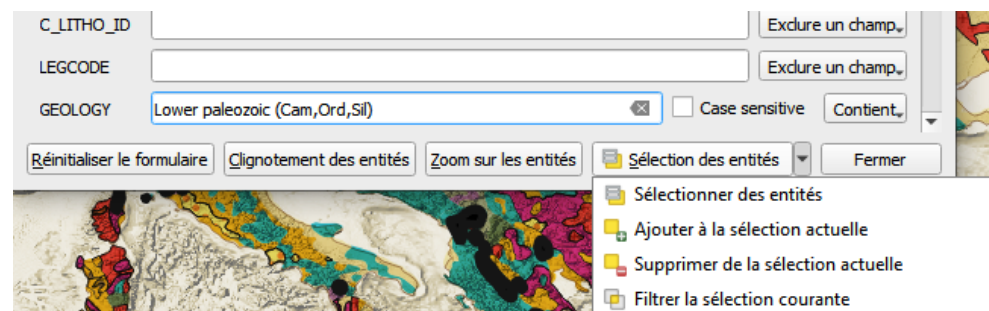 C_LITHO_ID Exclure un champ
LEGCODE Exclure un champ
GEOLOGY Lower paleozoic (Cam,Ord,Sil) Case sensitive Contient
Réinitialiser le formulaire Clignotement des entités Zoom sur les entités Sélection des entités Fermer
Sélectionner des entités
Ajouter à la sélection actuelle
Supprimer de la sélection actuelle
Filtrer la sélection courante